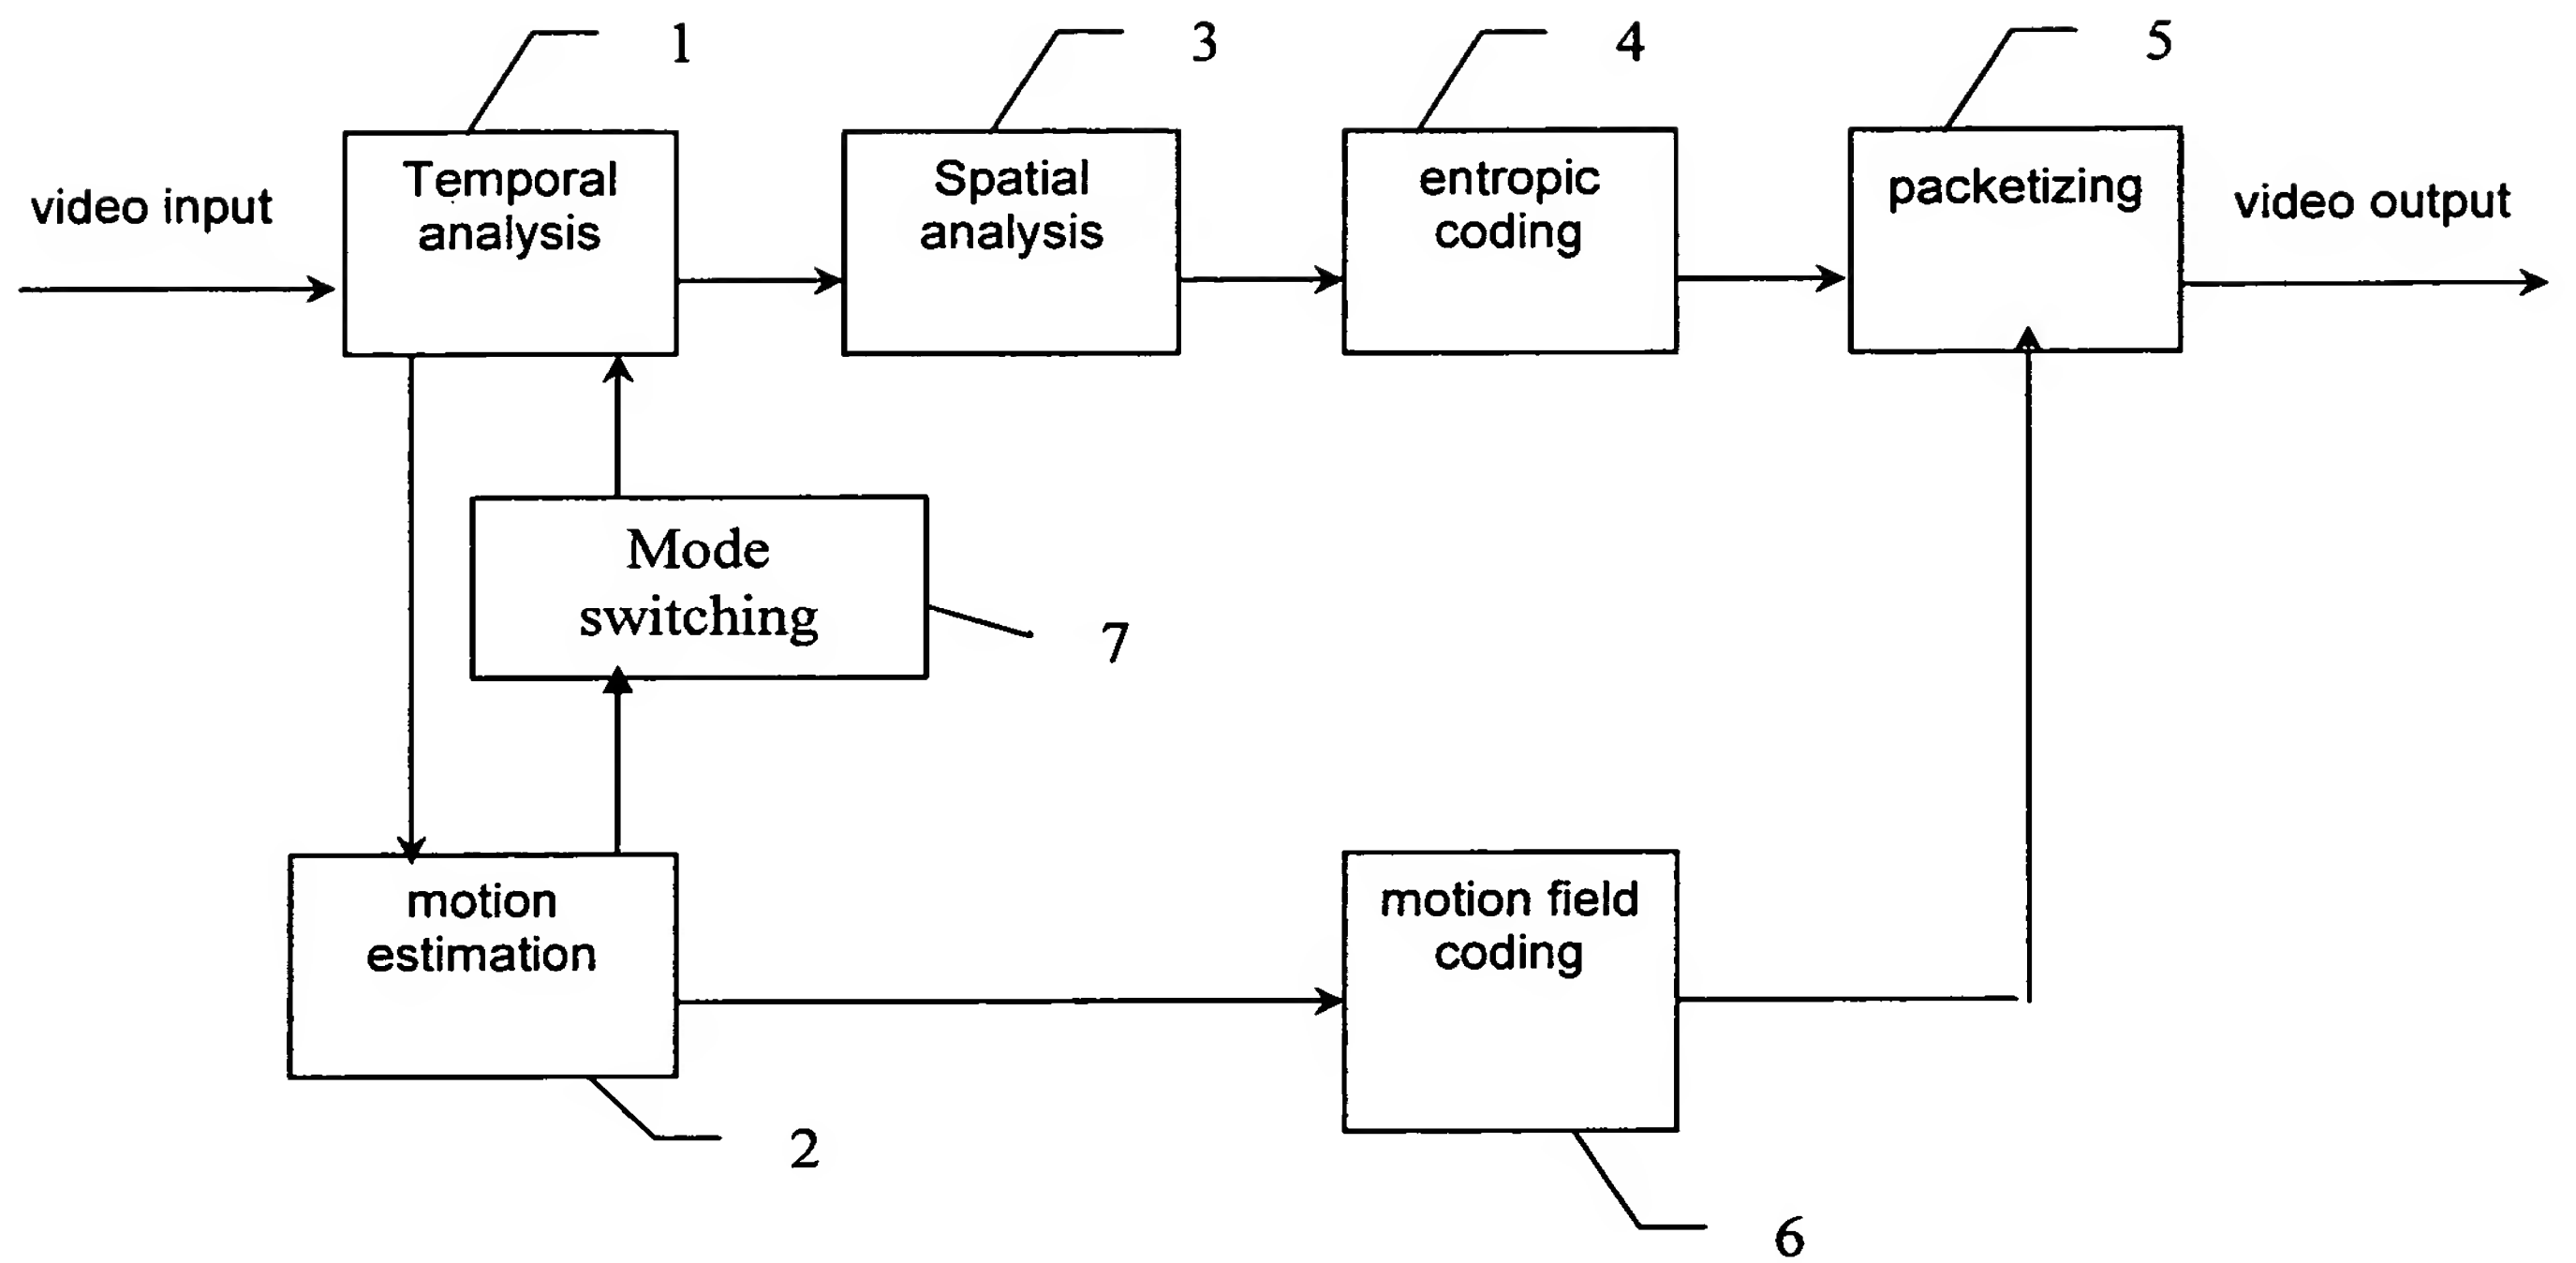 1
3
4
5
video input
Temporal
analysis
Spatial
analysis
entropic
coding
packetizing
video output
Mode
switching
7
motion
estimation
motion field
coding
2
6